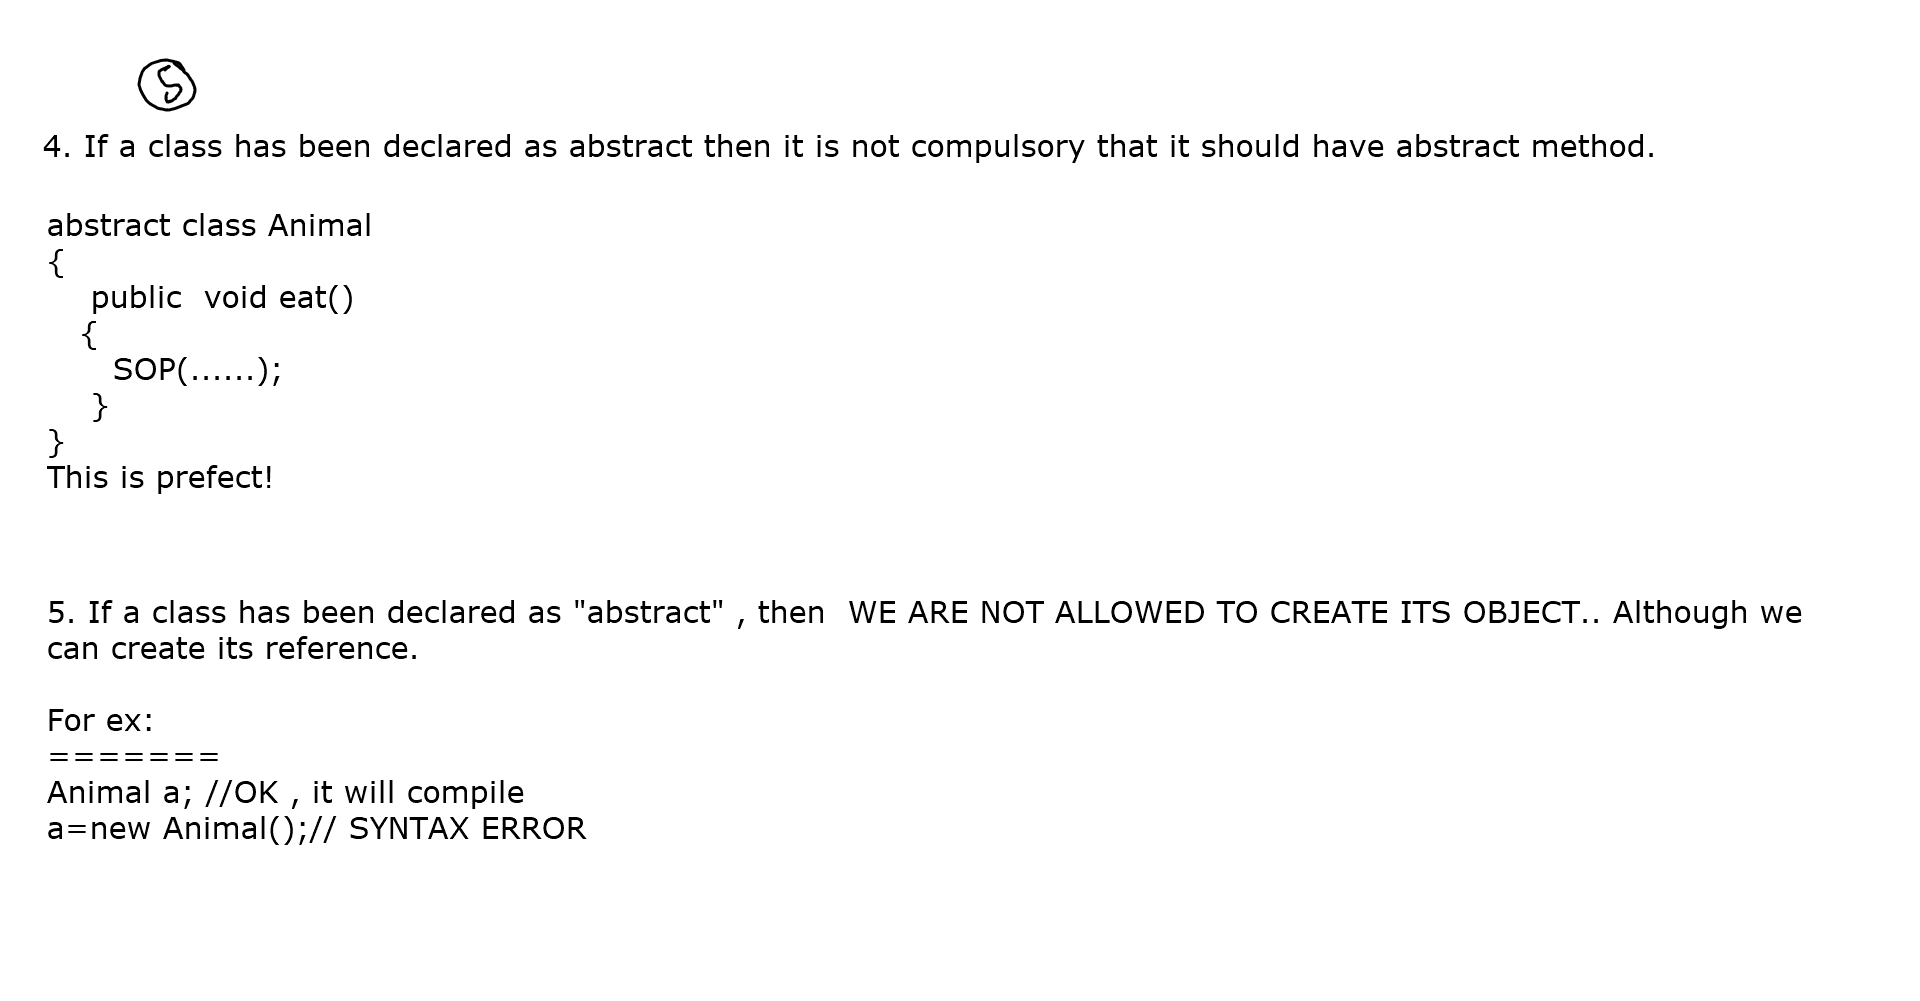 5
4. If a class has been declared as abstract then it is not compulsory that it should have abstract method.
abstract class Animal
{
public  void eat()
{
SOP(......);
}
}
This is prefect!
5. If a class has been declared as "abstract" , then  WE ARE NOT ALLOWED TO CREATE ITS OBJECT.. Although we
can create its reference.
For ex:
=======
Animal a; //OK , it will compile
a=new Animal();// SYNTAX ERROR